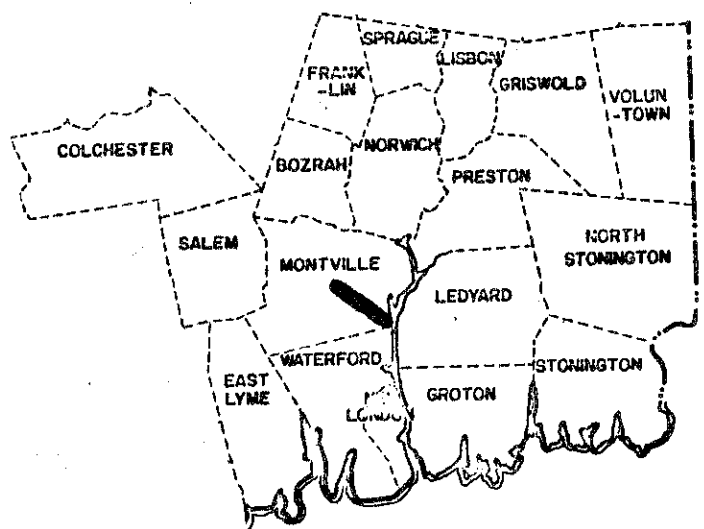 SPRAGUE
LISBON
FRANK
-LIN
GRISWOLD
VOLUN
-TOWN
COLCHESTER
NORWICH
BOZRAH
PRESTON
SALEM
NORTH
STONINGTON
MONTVILLE
LEDYARD
WATERFORD
STONINGTON
EAST
LYME
GROTON
LONDON